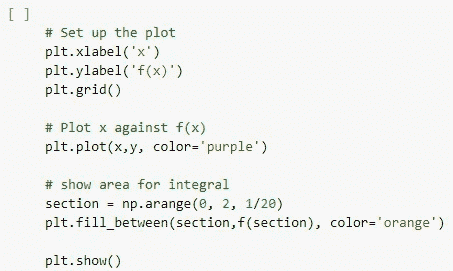 [ ]
# Set up the plot
plt.xlabel('x')
plt.ylabel('f(x)')
plt.grid()
# Plot x against f(x)
plt.plot(x,y, color='purple')
# show area for integral
section = np.arange(0, 2, 1/20)
plt.fill_between(section,f(section), color='orange')
plt.show()